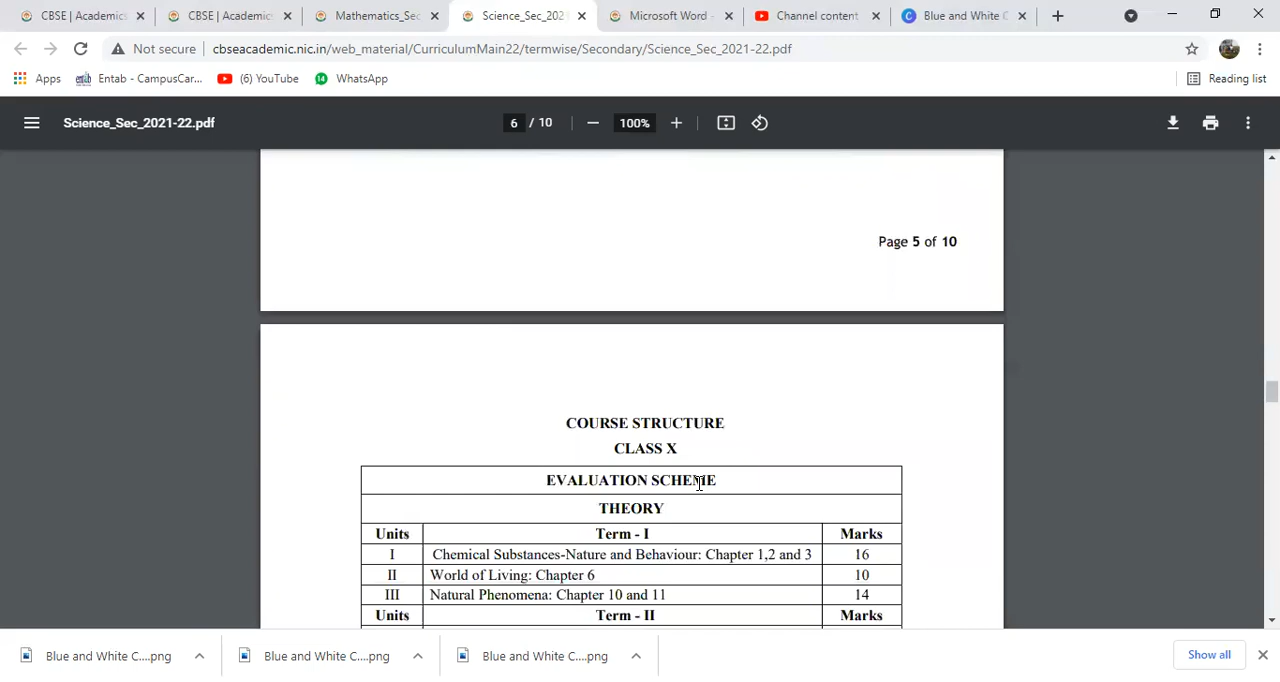 CBSE | Academics
CBSE | Academics
Mathematics_Sec
Science_Sec_202
Microsoft Word -
Channel content
Blue and White C
Not secure
cbseacademic.nic.in/web_material/CurriculumMain22/termwise/Secondary/Science_Sec_2021-22.pdf
Apps
Entab - CampusCar...
(6) YouTube
14
WhatsApp
Reading list
Science_Sec_2021-22.pdf
6 / 10
100%
Page 5 of 10
COURSE STRUCTURE
CLASS X
EVALUATION SCHEME
THEORY
Units Term - I Marks
I Chemical Substances-Nature and Behaviour: Chapter 1,2 and 3 16
II World of Living: Chapter 6 10
III Natural Phenomena: Chapter 10 and 11 14
Units Term - II Marks
Blue and White C....png
Blue and White C....png
Blue and White C....png
Show all